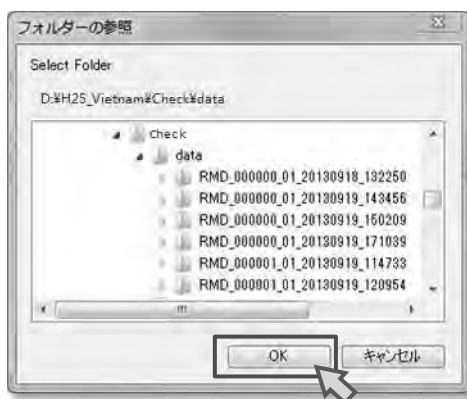 フォルダーの参照
Select Folder
D:¥H25_Vietnam¥Check¥data
Check
data
RMD_000000_01_20130918_132250
RMD_000000_01_20130919_143456
RMD_000000_01_20130919_150209
RMD_000000_01_20130919_171039
RMD_000001_01_20130919_114733
RMD_000001_01_20130919_120954
OK
キャンセル